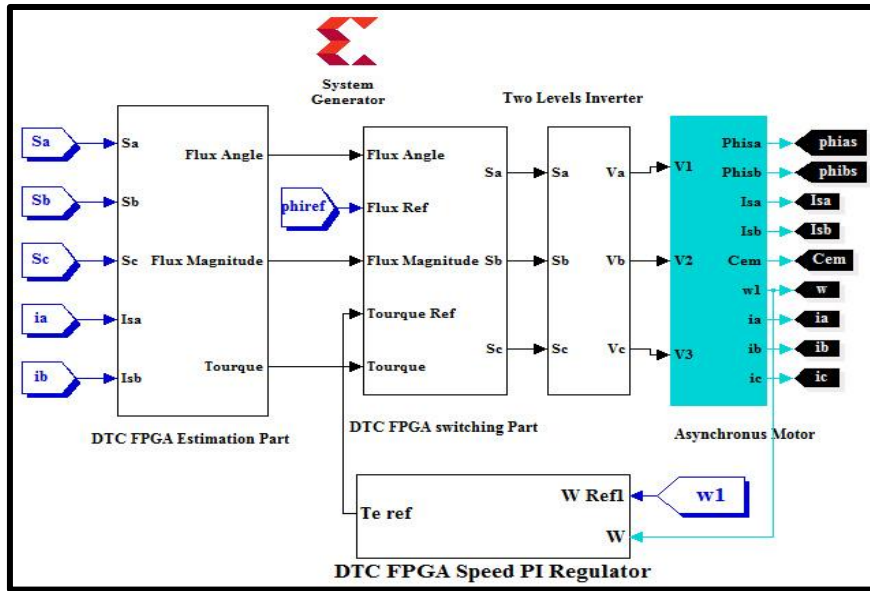 System
Generator
Two Levels Inverter
Sa
Sb
Sc
ia
ib
Sa
Sb
Sc
Isa
Isb
Flux Angle
Flux Magnitude
Tourque
DTC FPGA Estimation Part
phiref
Flux Angle
Flux Ref
Flux Magnitude
Tourque Ref
Tourque
Sa
Sb
Sc
DTC FPGA switching Part
Sa
Sb
Sc
Va
Vb
Vc
V1
V2
V3
Phisa
Phisb
Isa
Isb
Cem
w1
ia
ib
ic
Asynchronus Motor
phias
phibs
Isa
Isb
Cem
w
ia
ib
ic
Te ref
W Ref1
W
w1
DTC FPGA Speed PI Regulator